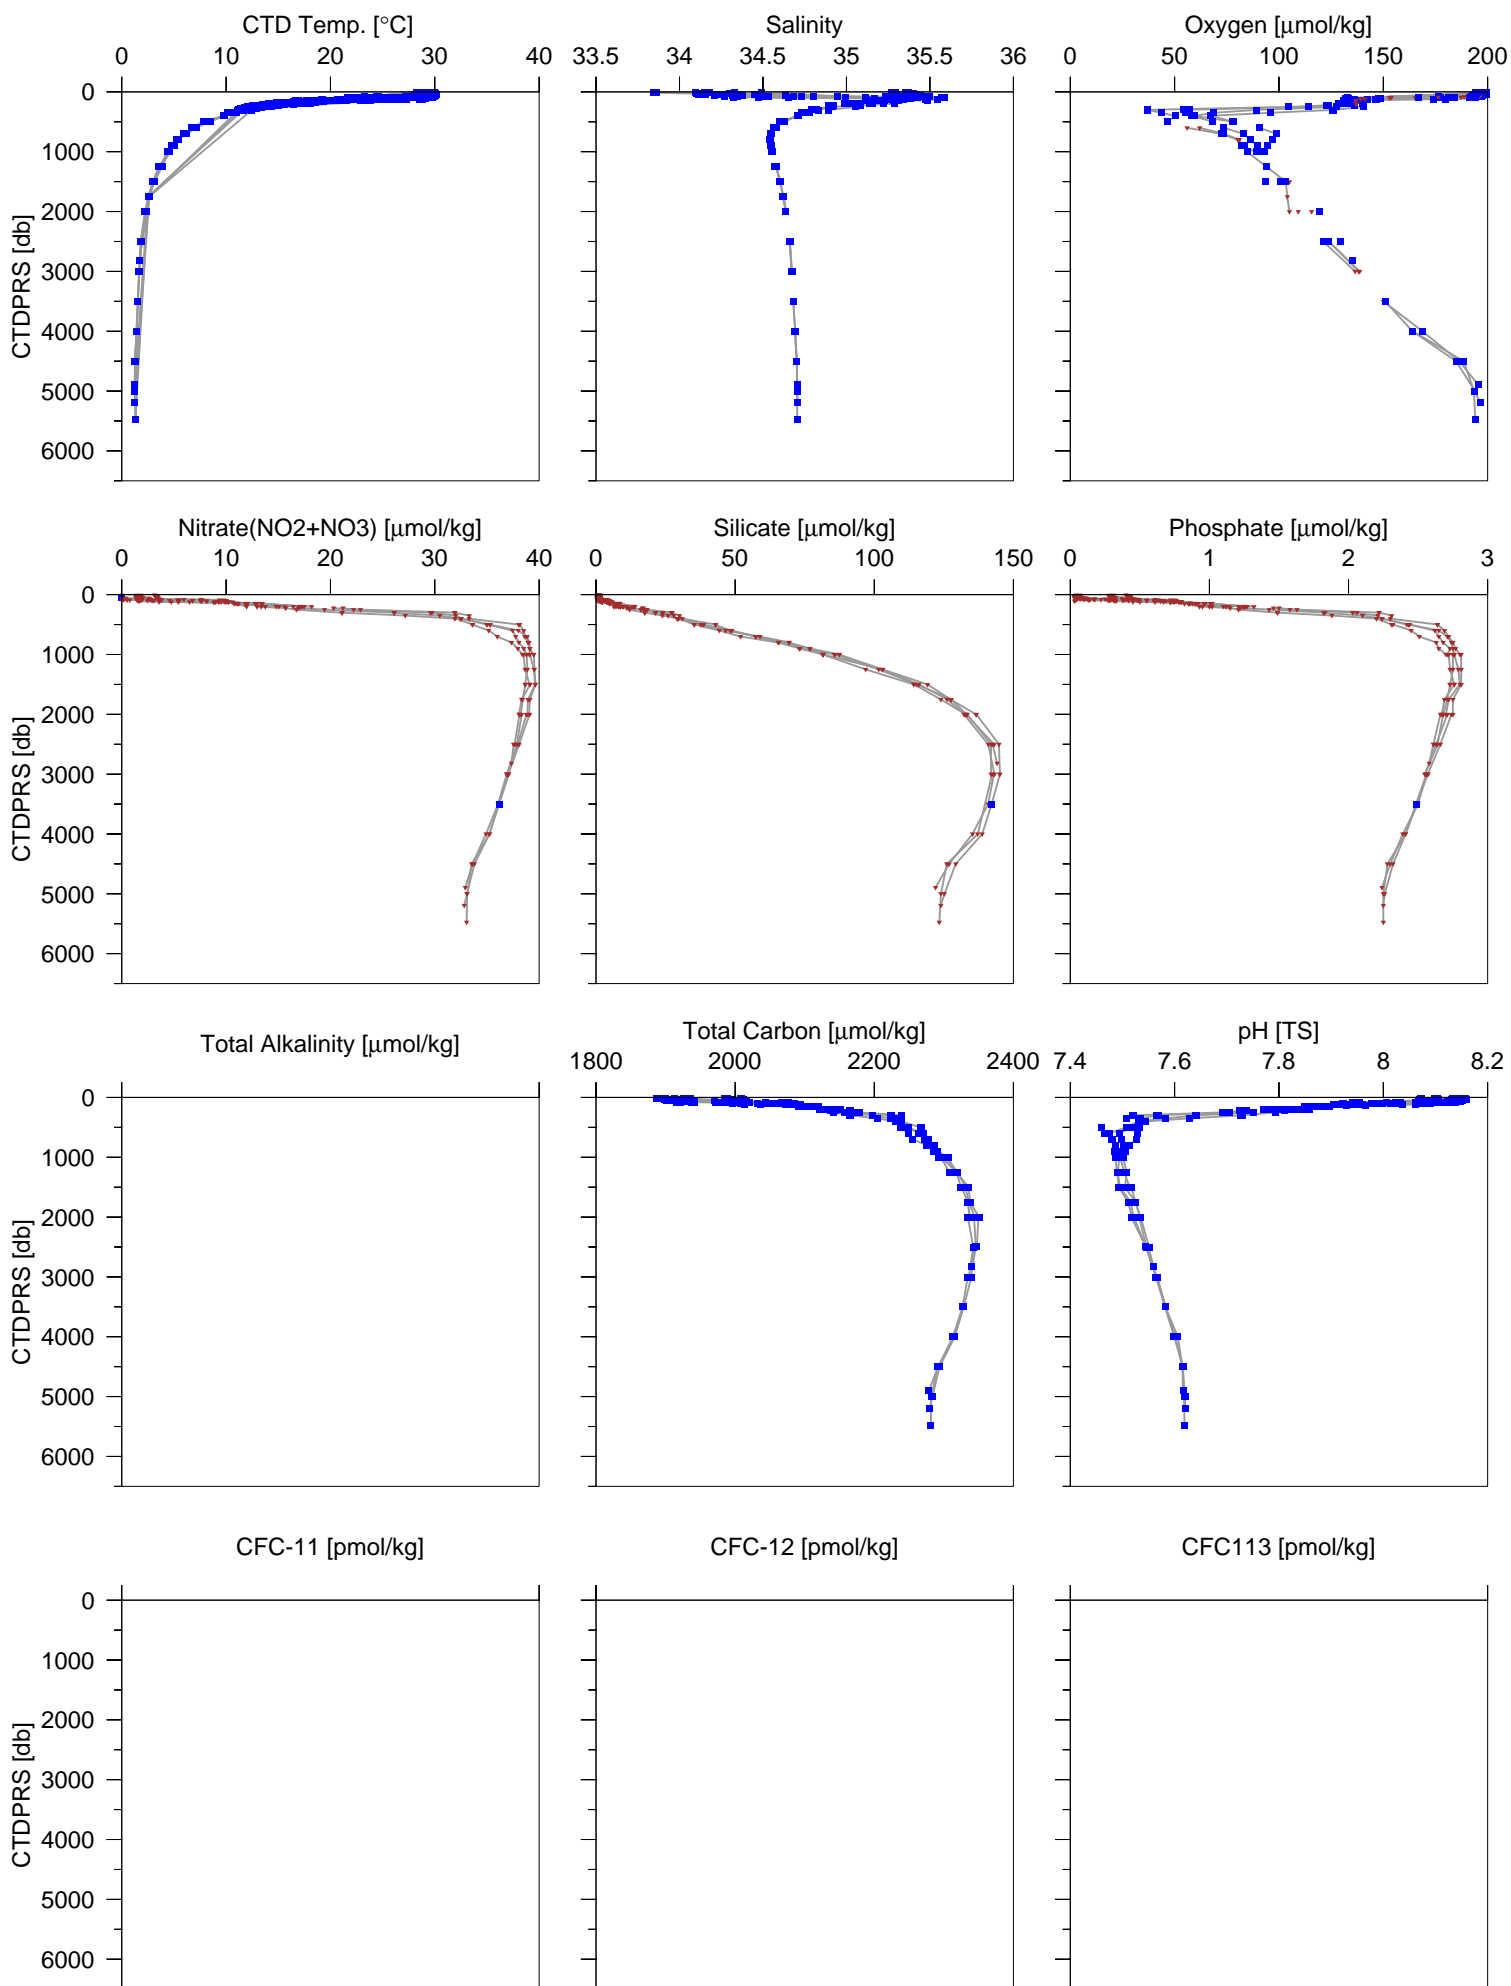 CTD Temp. [°C] Salinity Oxygen [μmol/kg]
0 10 20 30 40 33.5 34 34.5 35 35.5 36 0 50 100 150 200
0
1000
2000
3000
4000
5000
6000
CTDPRS [db]
Nitrate(NO2+NO3) [μmol/kg] Silicate [μmol/kg] Phosphate [μmol/kg]
0 10 20 30 40 0 50 100 150 0 1 2 3
0
1000
2000
3000
4000
5000
6000
CTDPRS [db]
Total Alkalinity [μmol/kg] Total Carbon [μmol/kg] pH [TS]
1800 2000 2200 2400 7.4 7.6 7.8 8 8.2
0
1000
2000
3000
4000
5000
6000
CTDPRS [db]
CFC-11 [pmol/kg] CFC-12 [pmol/kg] CFC113 [pmol/kg]
0
1000
2000
3000
4000
5000
6000
CTDPRS [db]